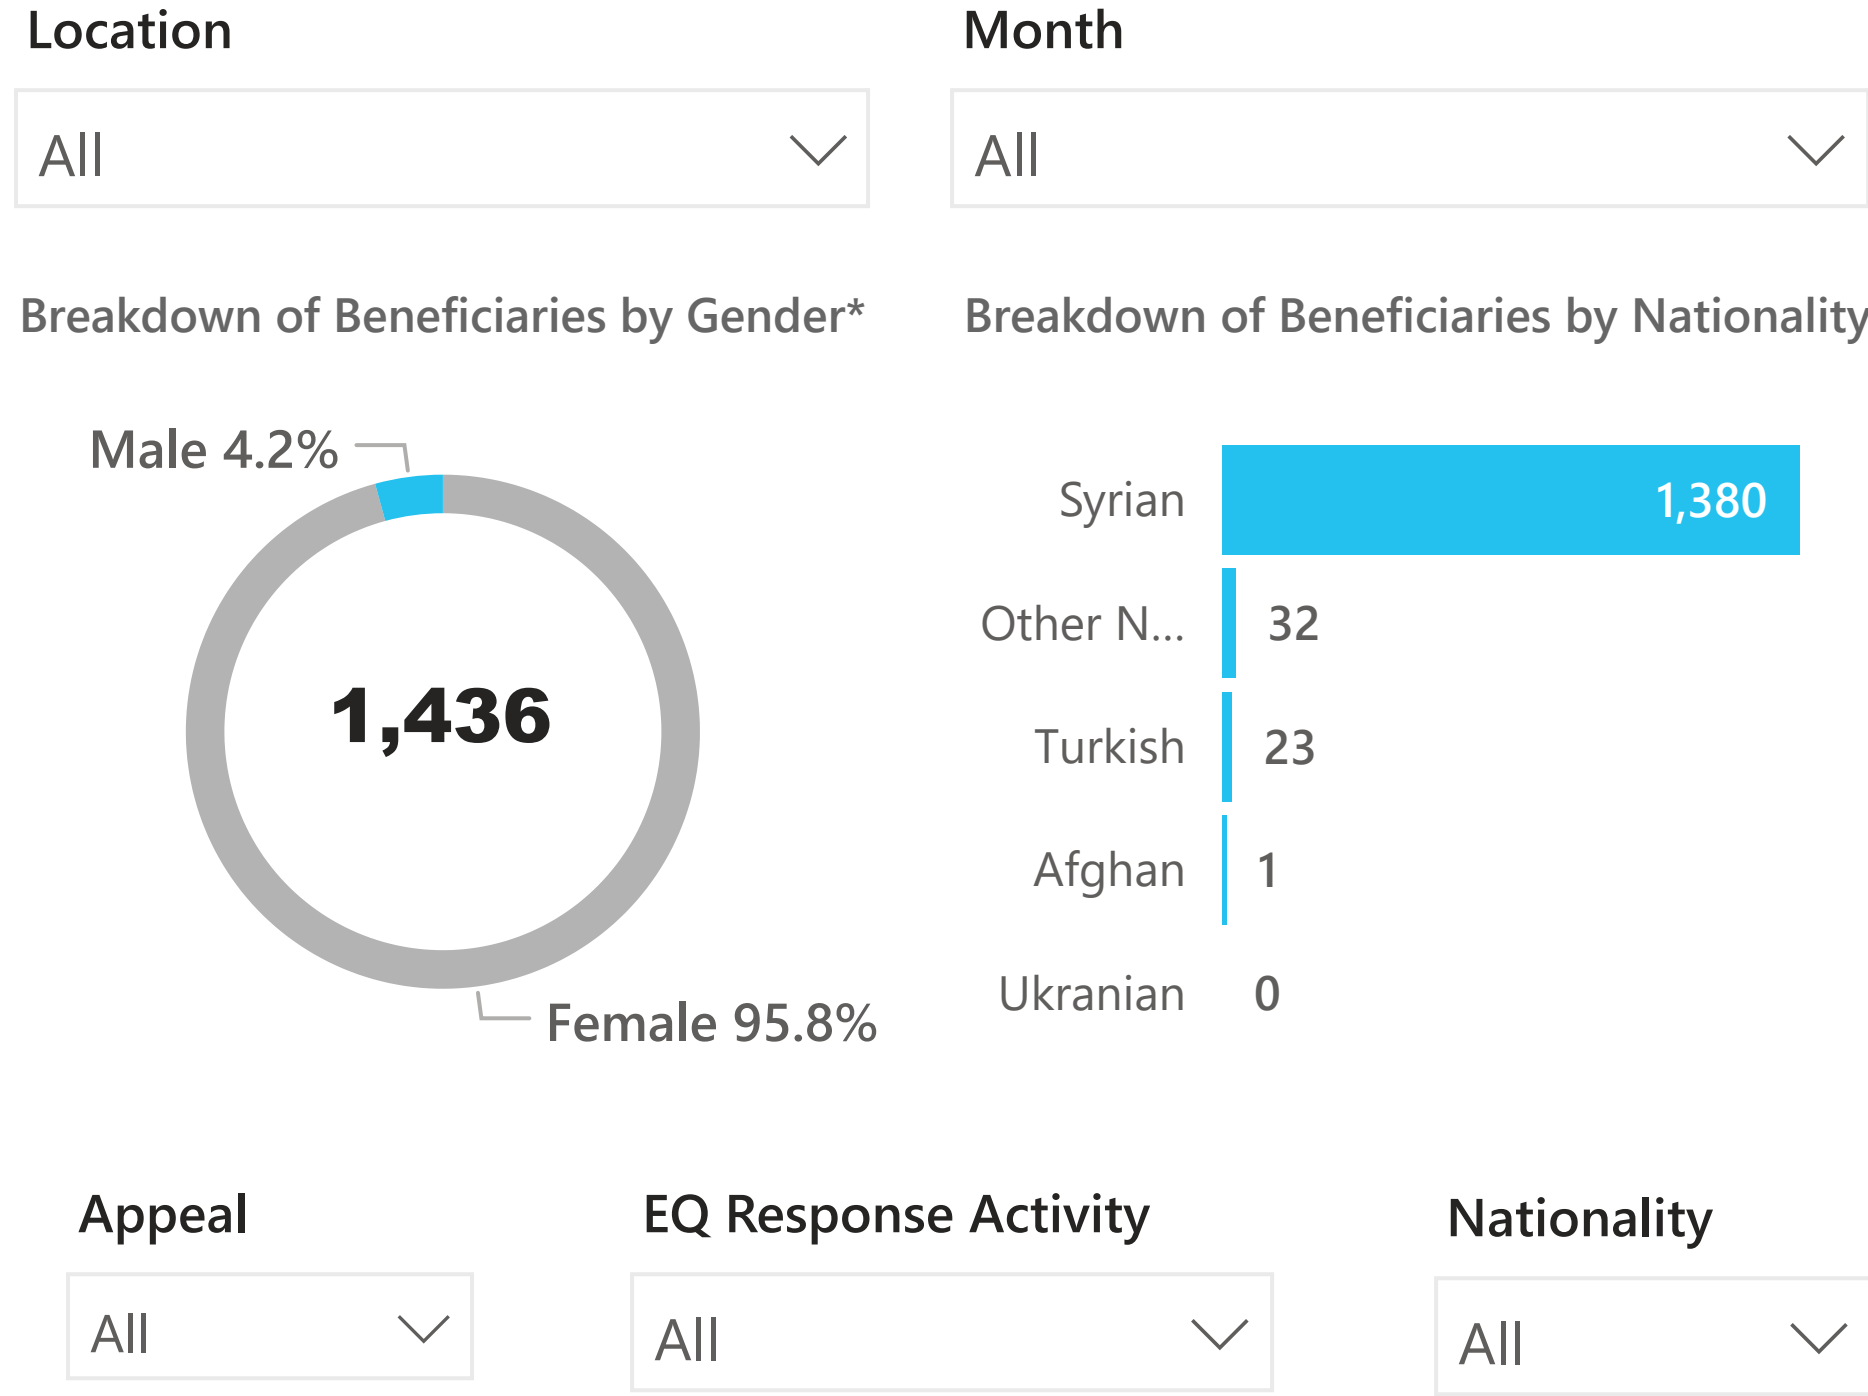 Location
Month
All
All
Breakdown of Beneficiaries by Gender*
Breakdown of Beneficiaries by Nationality
Male 4.2%
1,436
Female 95.8%
Syrian 1,380
Other N... 32
Turkish 23
Afghan 1
Ukranian 0
Appeal
EQ Response Activity
Nationality
All
All
All